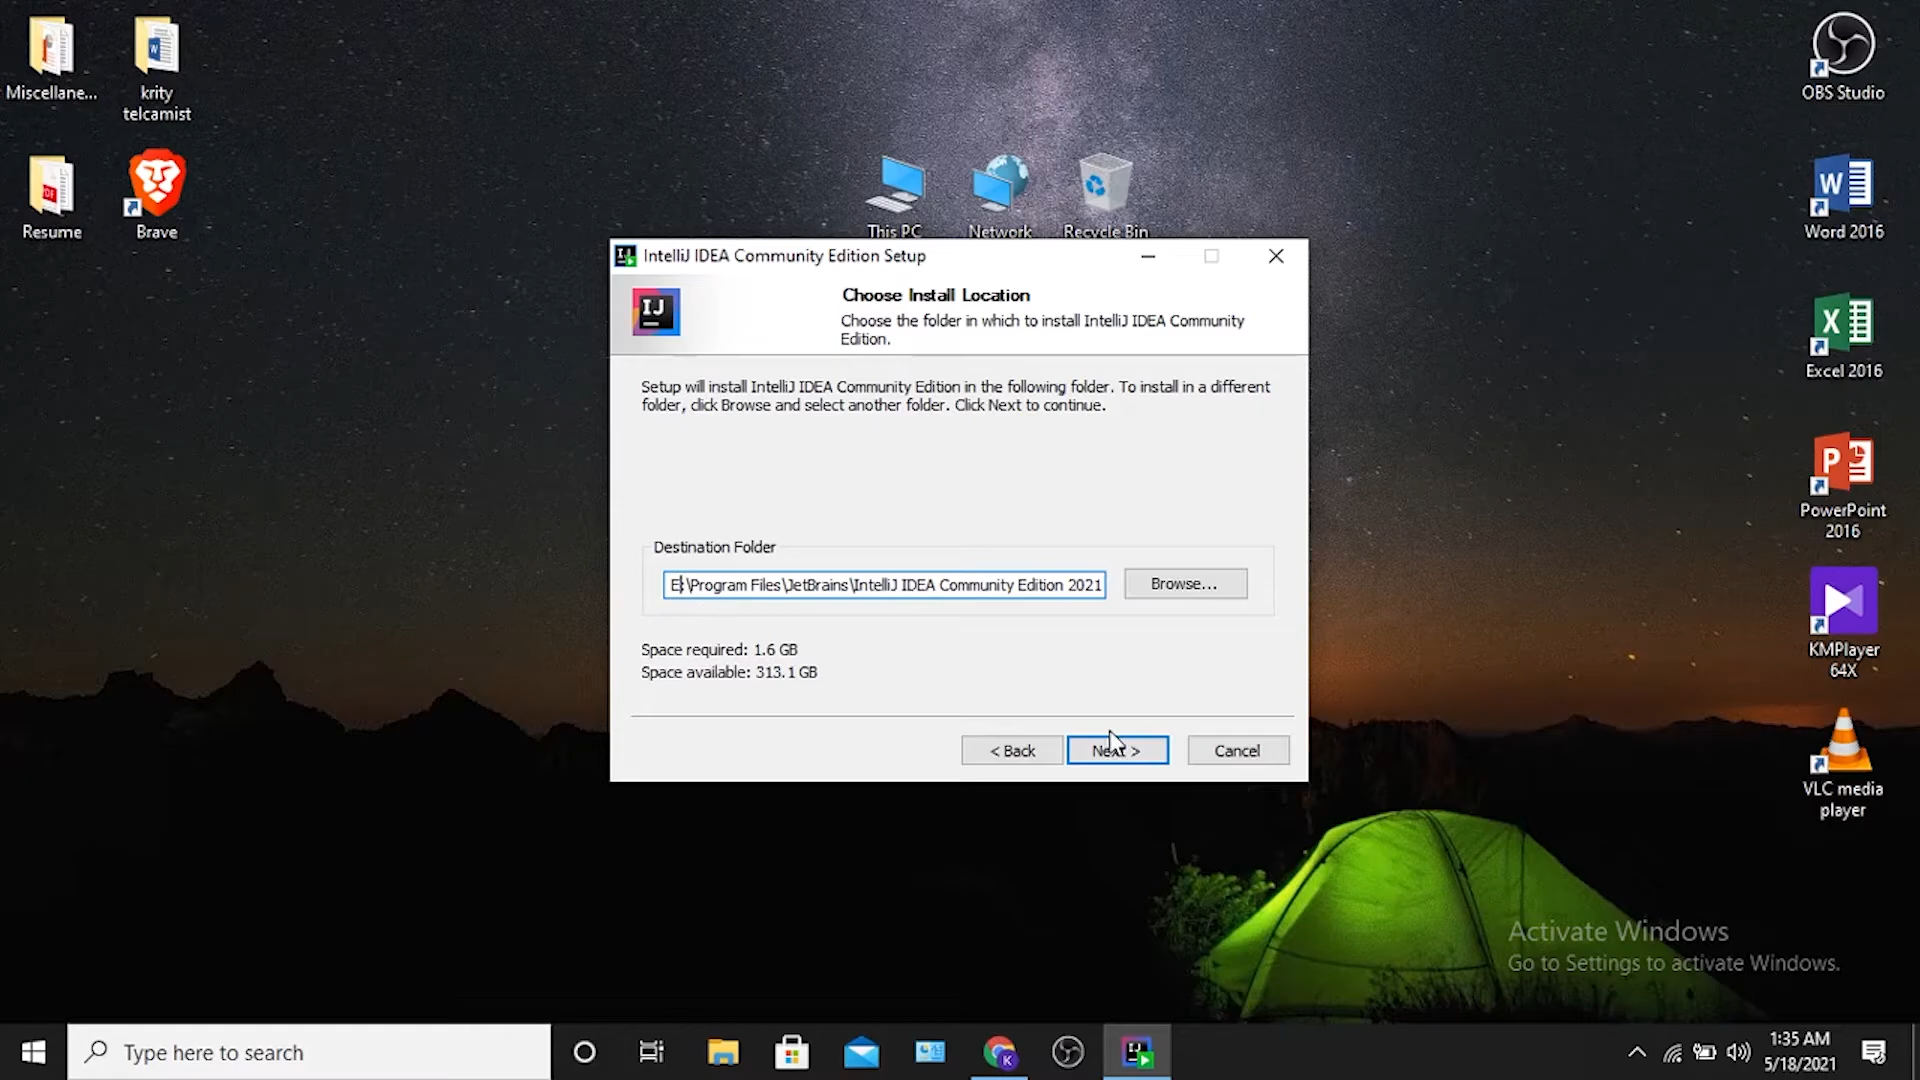 Miscellane...
krity
telcamist
Resume
Brave
This PC
Network
Recycle Bin
OBS Studio
Word 2016
Excel 2016
PowerPoint
2016
KMPlayer
64X
VLC media
player
IntelliJ IDEA Community Edition Setup
IJ
Choose Install Location
Choose the folder in which to install IntelliJ IDEA Community
Edition.
Setup will install IntelliJ IDEA Community Edition in the following folder. To install in a different
folder, click Browse and select another folder. Click Next to continue.
Destination Folder
E:\Program Files\JetBrains\IntelliJ IDEA Community Edition 2021
Browse...
Space required: 1.6 GB
Space available: 313.1 GB
< Back
Next >
Cancel
Activate Windows
Go to Settings to activate Windows.
Type here to search
1:35 AM
5/18/2021